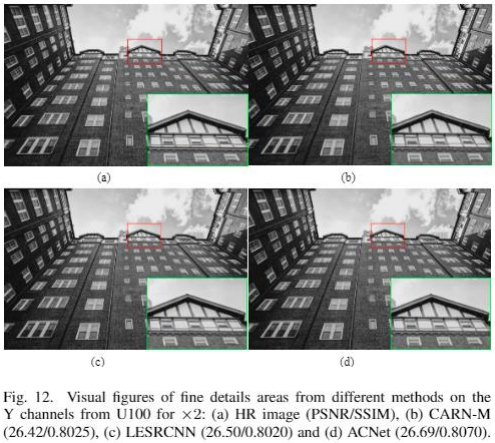 (a)
(b)
(c)
(d)
Fig. 12. Visual figures of fine details areas from different methods on the
Y channels from U100 for ×2: (a) HR image (PSNR/SSIM), (b) CARN-M
(26.42/0.8025), (c) LESRCNN (26.50/0.8020) and (d) ACNet (26.69/0.8070).